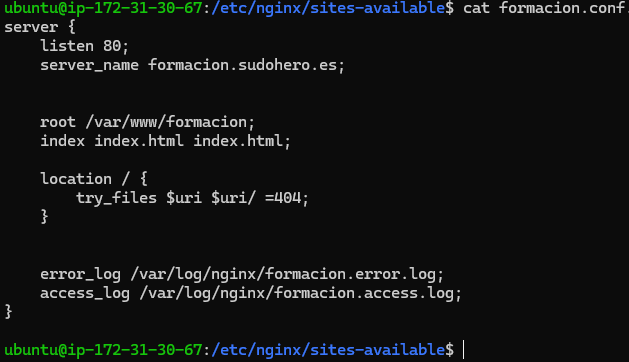 ubuntu@ip-172-31-30-67:/etc/nginx/sites-available$ cat formacion.conf.
server {
    listen 80;
    server_name formacion.sudohero.es;
    root /var/www/formacion;
    index index.html index.html;
    location / {
        try_files $uri $uri/ =404;
    }
    error_log /var/log/nginx/formacion.error.log;
    access_log /var/log/nginx/formacion.access.log;
}
ubuntu@ip-172-31-30-67:/etc/nginx/sites-available$